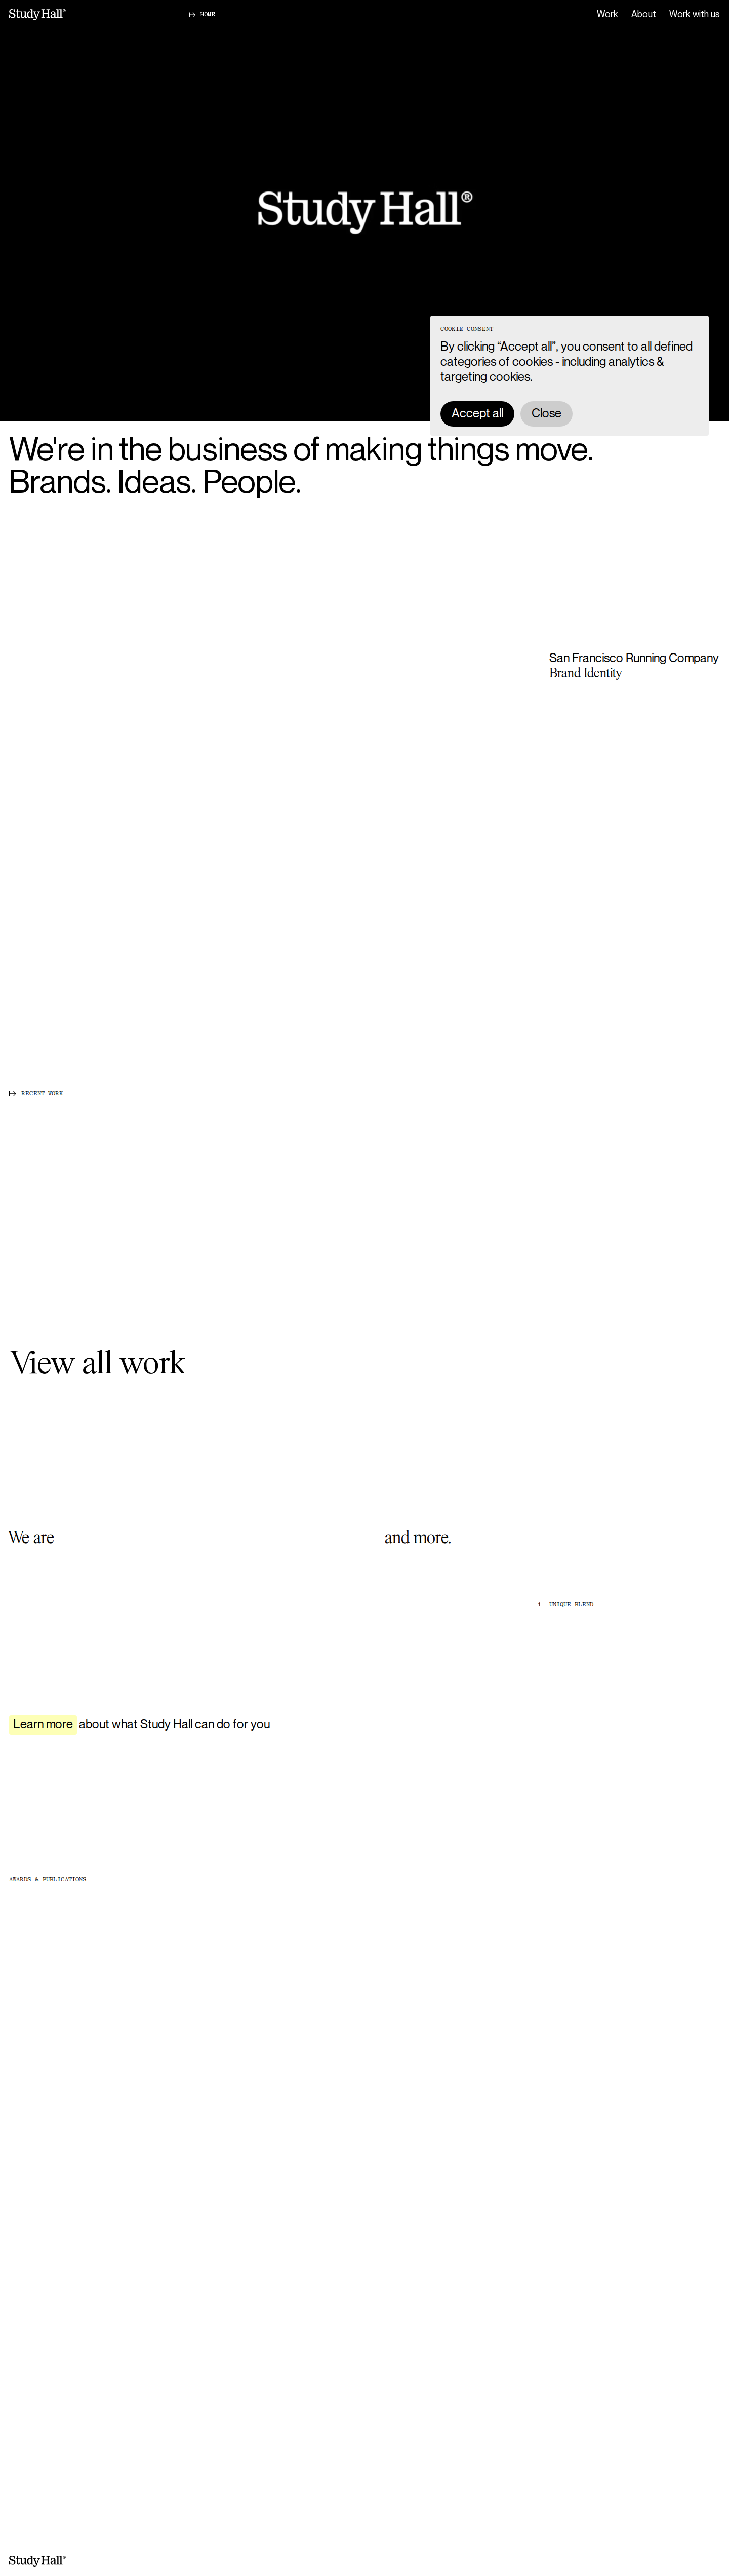 Study Hall®
↦ HOME
Work
About
Work with us
Study Hall®
COOKIE CONSENT
By clicking “Accept all”, you consent to all defined
categories of cookies - including analytics &
targeting cookies.
Accept all
Close
We're in the business of making things move.
Brands. Ideas. People.
San Francisco Running Company
Brand Identity
↦ RECENT WORK
View all work
We are
and more.
1 UNIQUE BLEND
Learn more about what Study Hall can do for you
AWARDS & PUBLICATIONS
Study Hall®